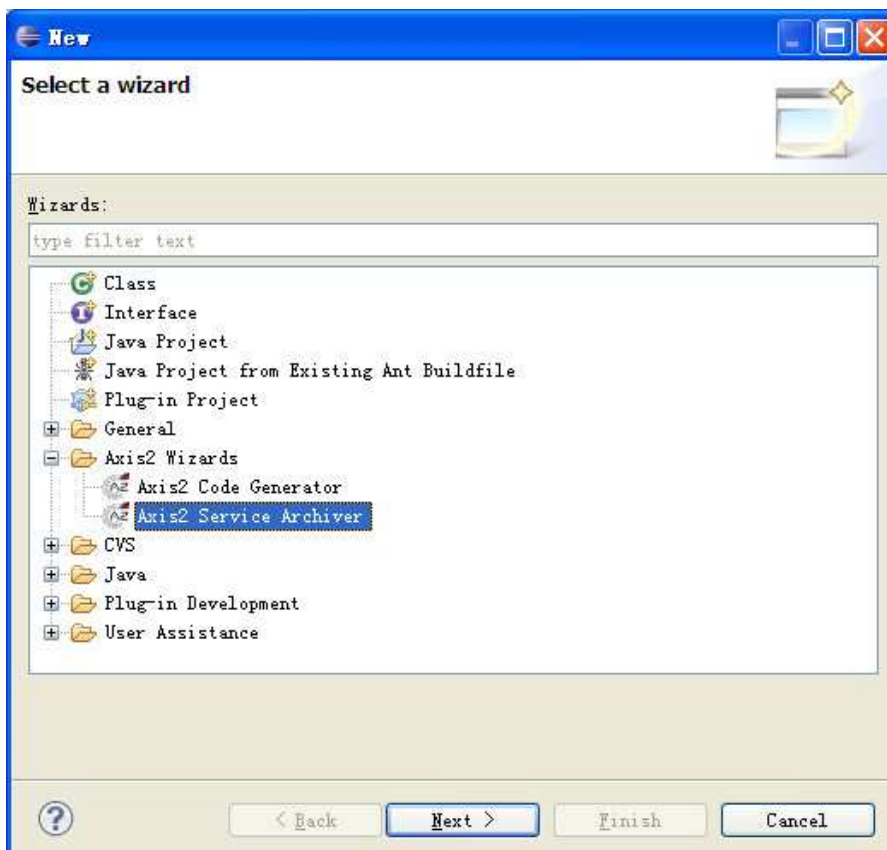 New
Select a wizard
Wizards:
type filter text
Class
Interface
Java Project
Java Project from Existing Ant Buildfile
Plug-in Project
General
Axis2 Wizards
Axis2 Code Generator
Axis2 Service Archiver
CVS
Java
Plug-in Development
User Assistance
? < Back Next > Finish Cancel